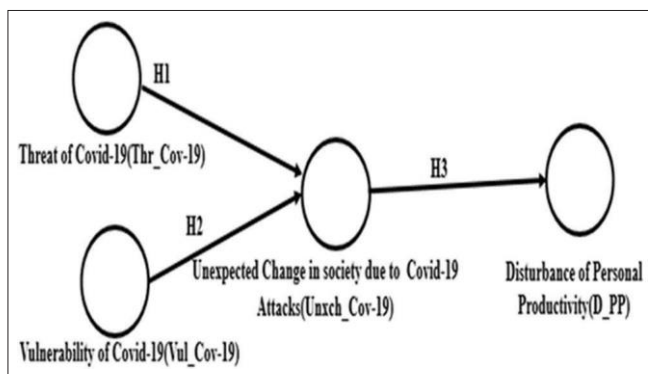 H1
Threat of Covid-19(Thr_Cov-19)
H2
H3
Unexpected Change in society due to Covid-19
Attacks(Unxch_Cov-19)
Disturbance of Personal
Productivity(D_PP)
Vulnerability of Covid-19(Vul_Cov-19)